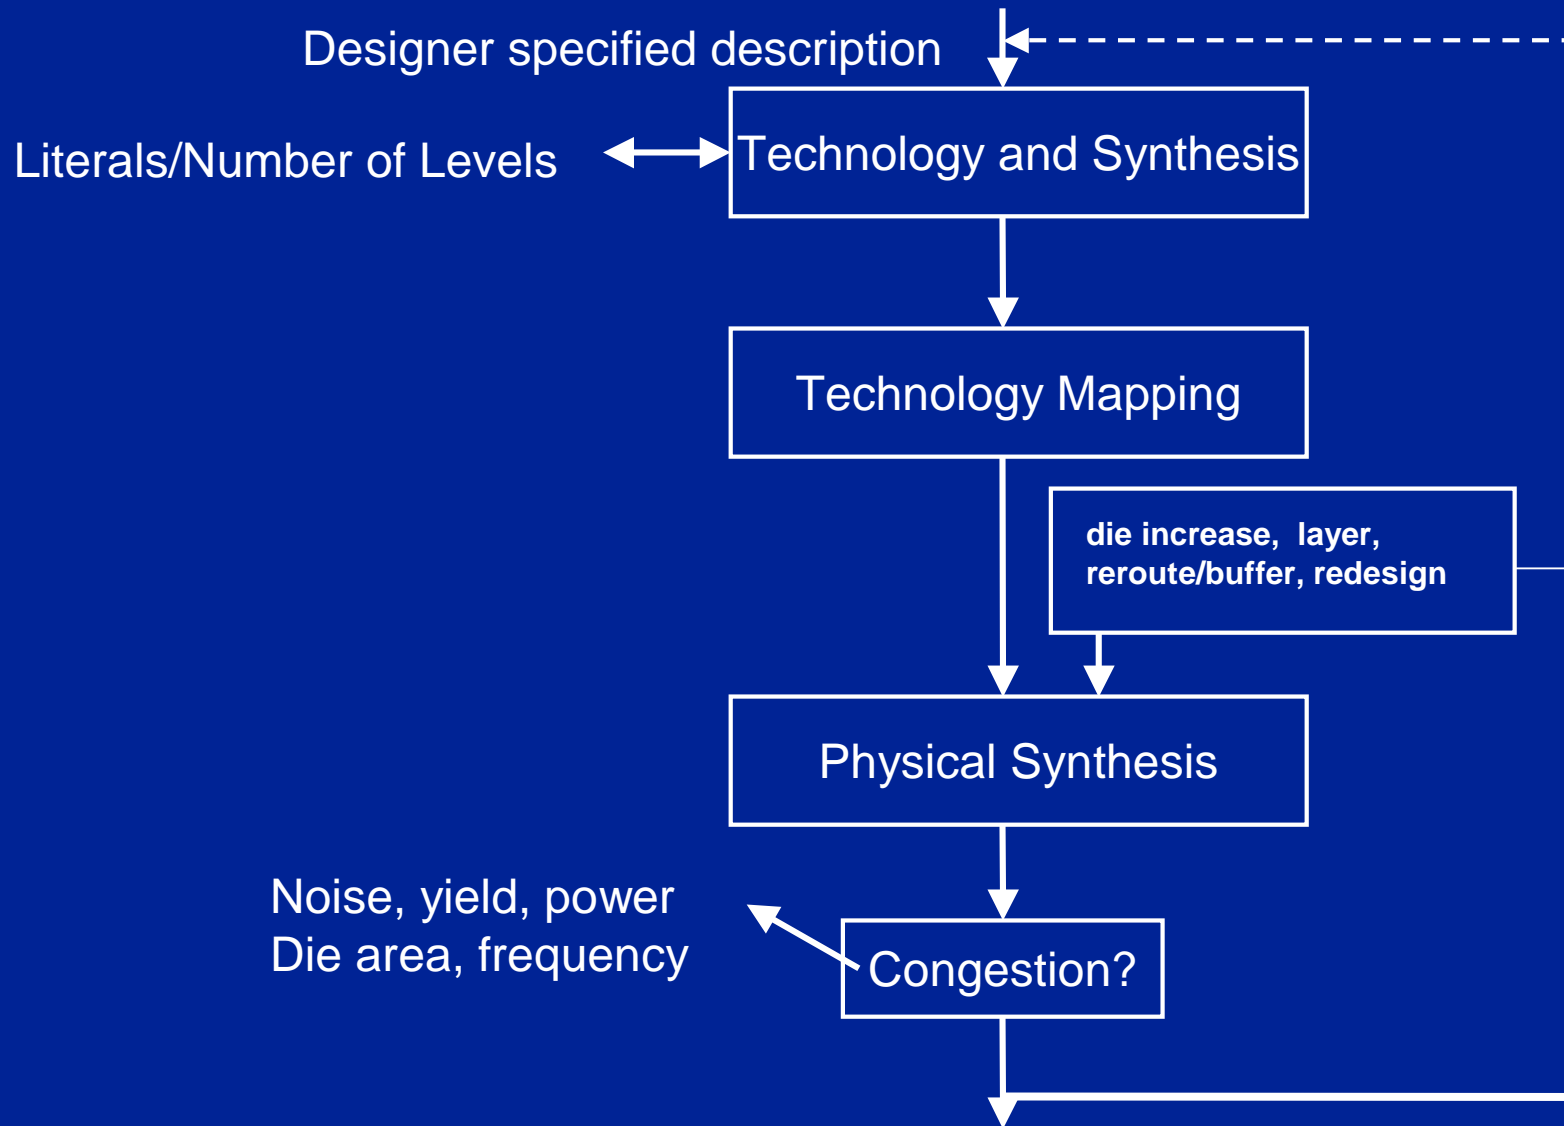 Designer specified description
Literals/Number of Levels
Technology and Synthesis
Technology Mapping
die increase, layer,
reroute/buffer, redesign
Physical Synthesis
Noise, yield, power
Die area, frequency
Congestion?